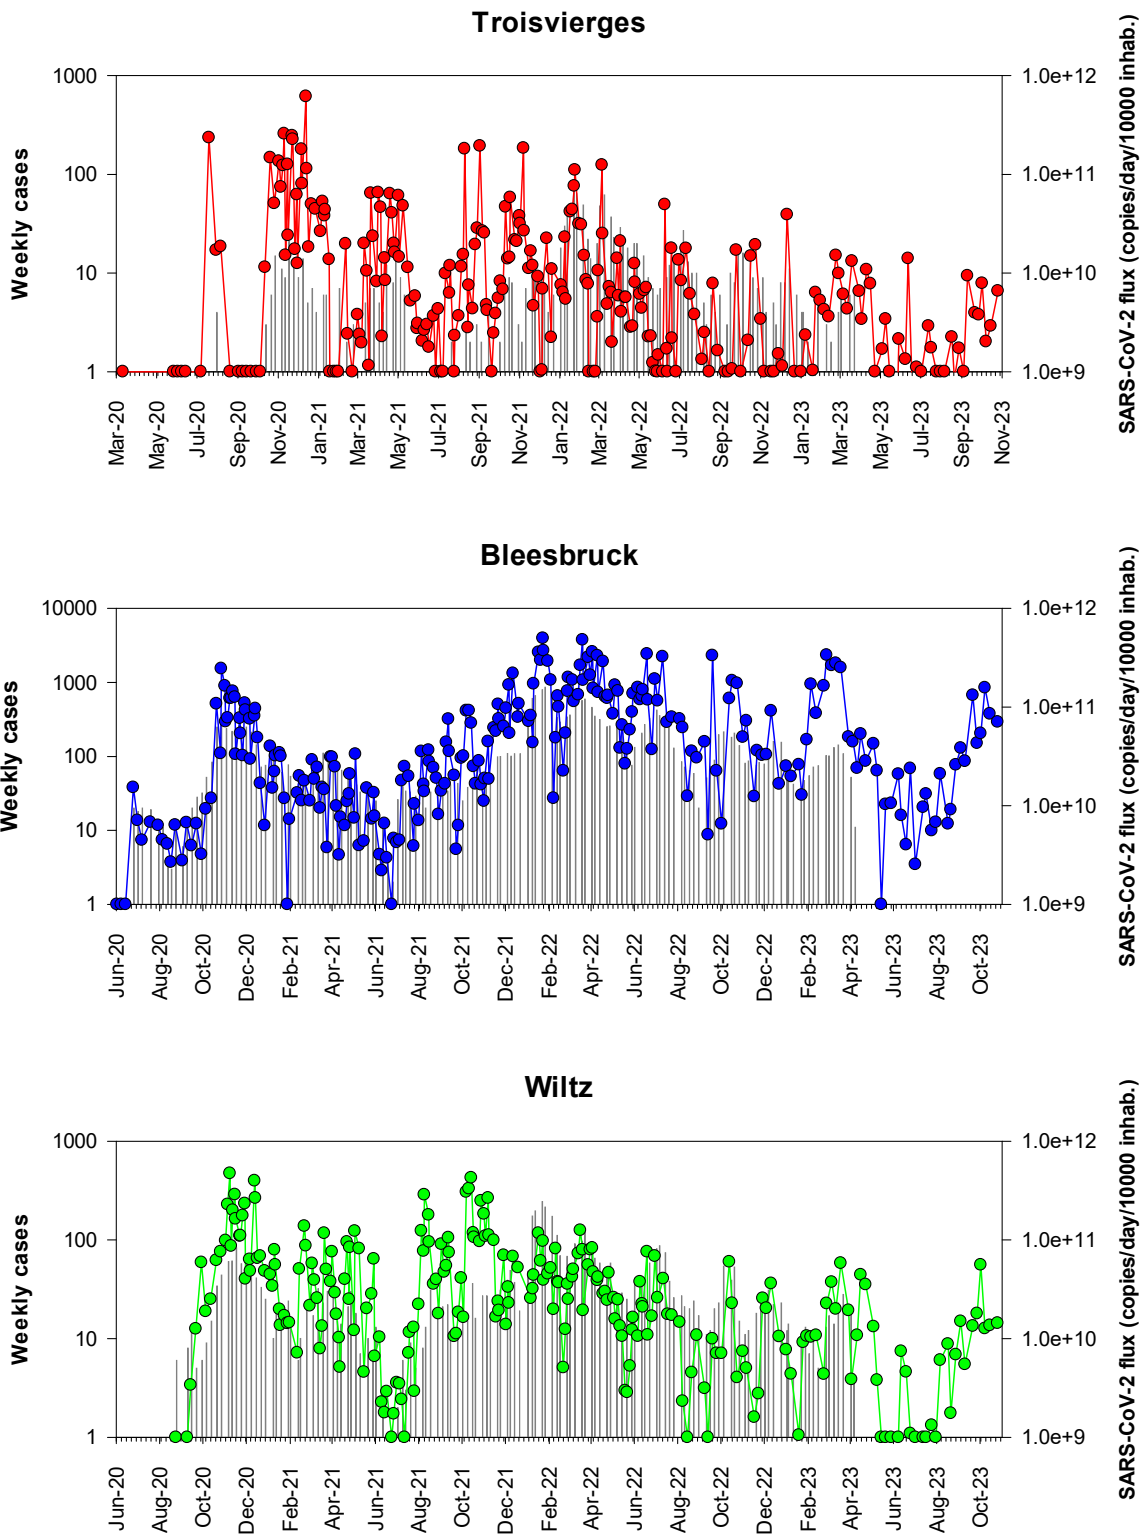 Troisvierges
Weekly cases
SARS-CoV-2 flux (copies/day/10000 inhab.)
1000
100
10
1
1.0e+12
1.0e+11
1.0e+10
1.0e+9
Mar-20
May-20
Jul-20
Sep-20
Nov-20
Jan-21
Mar-21
May-21
Jul-21
Sep-21
Nov-21
Jan-22
Mar-22
May-22
Jul-22
Sep-22
Nov-22
Jan-23
Mar-23
May-23
Jul-23
Sep-23
Nov-23
Bleesbruck
Weekly cases
SARS-CoV-2 flux (copies/day/10000 inhab.)
10000
1000
100
10
1
1.0e+12
1.0e+11
1.0e+10
1.0e+9
Jun-20
Aug-20
Oct-20
Dec-20
Feb-21
Apr-21
Jun-21
Aug-21
Oct-21
Dec-21
Feb-22
Apr-22
Jun-22
Aug-22
Oct-22
Dec-22
Feb-23
Apr-23
Jun-23
Aug-23
Oct-23
Wiltz
Weekly cases
SARS-CoV-2 flux (copies/day/10000 inhab.)
1000
100
10
1
1.0e+12
1.0e+11
1.0e+10
1.0e+9
Jun-20
Aug-20
Oct-20
Dec-20
Feb-21
Apr-21
Jun-21
Aug-21
Oct-21
Dec-21
Feb-22
Apr-22
Jun-22
Aug-22
Oct-22
Dec-22
Feb-23
Apr-23
Jun-23
Aug-23
Oct-23